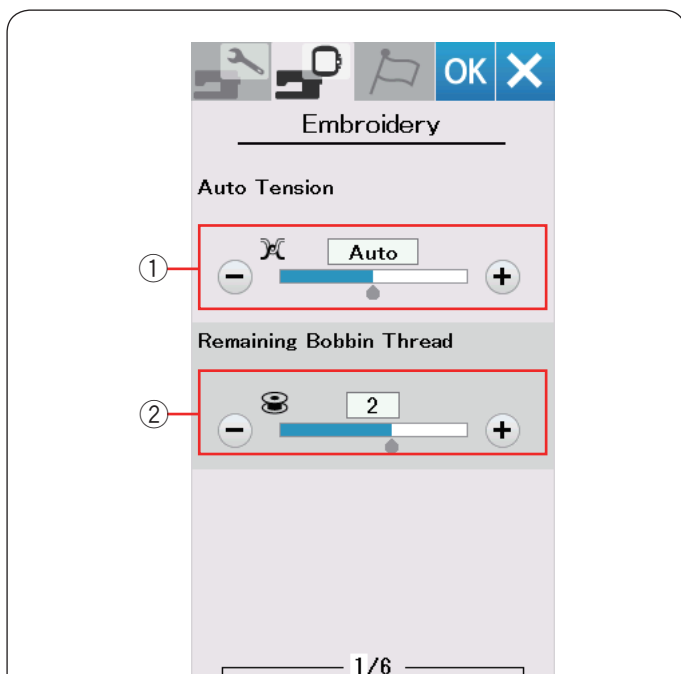 OK
Embroidery
Auto Tension
① Auto
Remaining Bobbin Thread
② 2
1/6